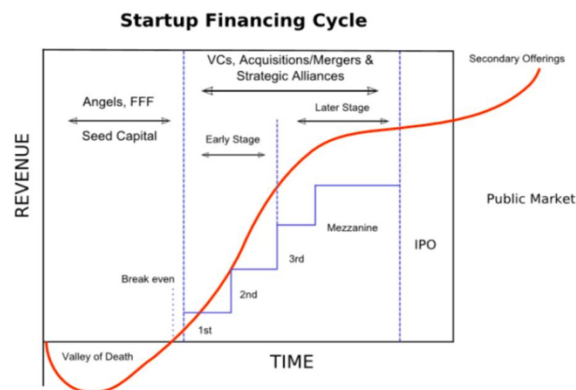 Startup Financing Cycle
VCs, Acquisitions/Mergers &
Strategic Alliances
Secondary Offerings
Angels, FFF
Later Stage
Seed Capital
Early Stage
REVENUE
Public Market
Mezzanine
IPO
3rd
Break even
2nd
1st
Valley of Death
TIME